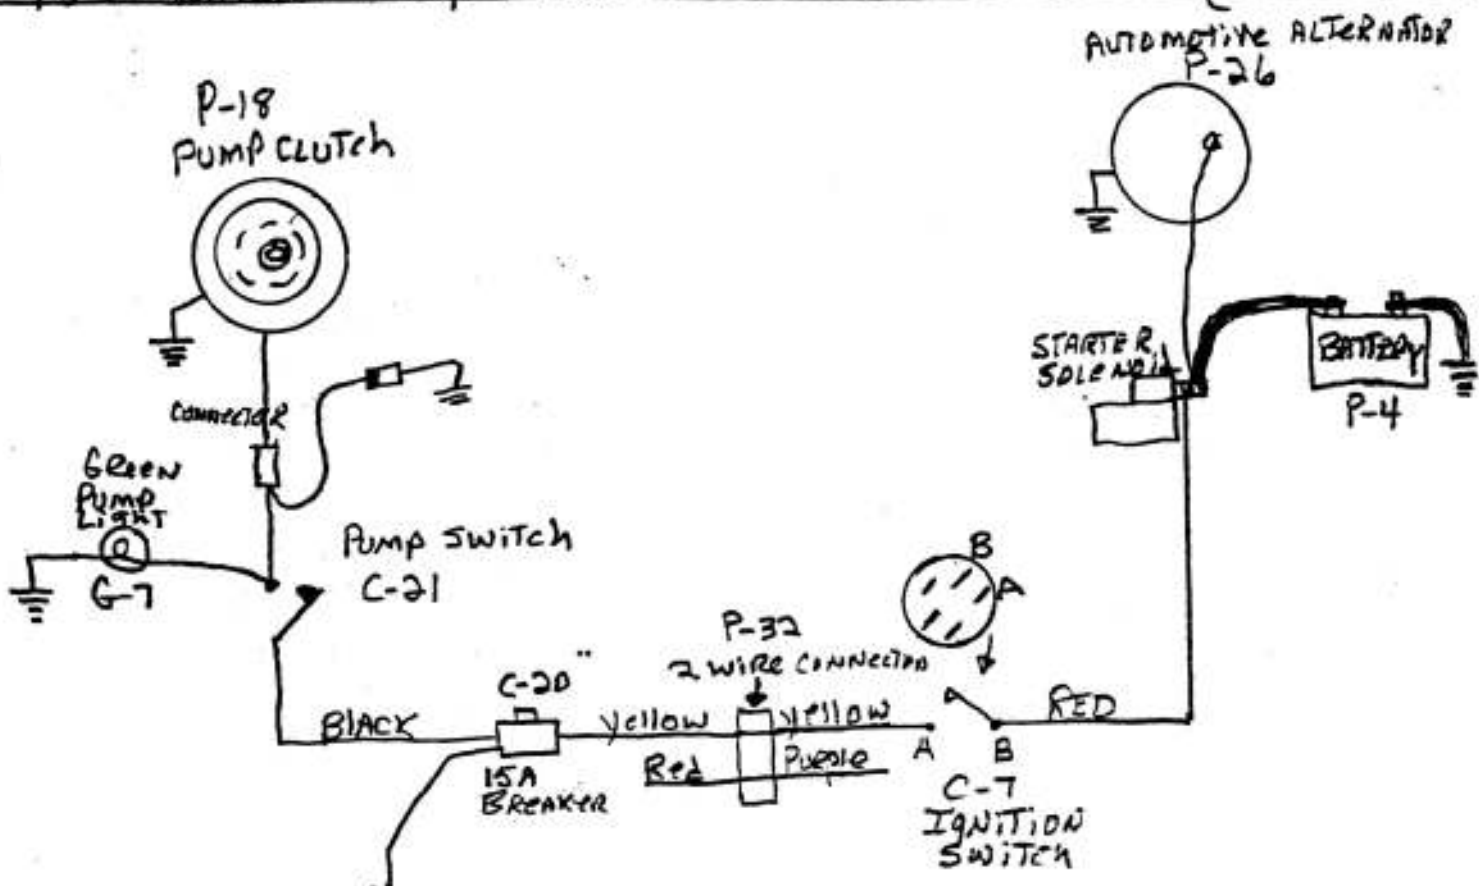 AUTOMOTIVE ALTERNATOR
P-26
P-18
PUMP CLUTCH
STARTER
SOLENOID
BATTERY
P-4
CONNECTOR
GREEN
PUMP
LIGHT
G-7
PUMP SWITCH
C-21
B
A
P-32
2 WIRE CONNECTOR
C-20
BLACK
Yellow
Yellow
A
B
RED
Red
Purple
15A
BREAKER
C-7
IGNITION
SWITCH